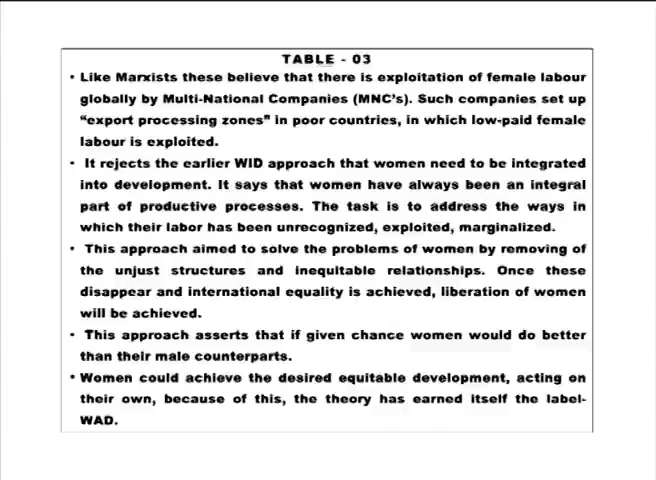 TABLE - 03
• Like Marxists these believe that there is exploitation of female labour
globally by Multi-National Companies (MNC's). Such companies set up
"export processing zones" in poor countries, in which low-paid female
labour is exploited.
• It rejects the earlier WID approach that women need to be integrated
into development. It says that women have always been an integral
part of productive processes. The task is to address the ways in
which their labor has been unrecognized, exploited, marginalized.
• This approach aimed to solve the problems of women by removing of
the unjust structures and inequitable relationships. Once these
disappear and international equality is achieved, liberation of women
will be achieved.
• This approach asserts that if given chance women would do better
than their male counterparts.
• Women could achieve the desired equitable development, acting on
their own, because of this, the theory has earned itself the label-
WAD.